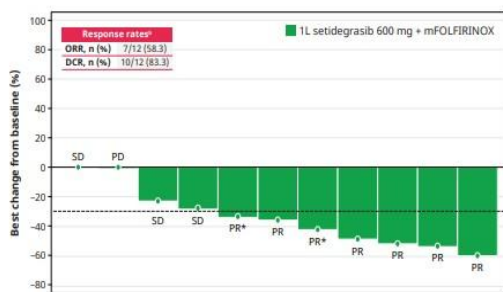 Response ratesᵇ
ORR, n (%) 7/12 (58.3)
DCR, n (%) 10/12 (83.3)
1L setidegrasib 600 mg + mFOLFIRINOX
Best change from baseline (%)
100
80
60
40
20
0
−20
−40
−60
−80
SD
PD
SD
SD
PR*
PR
PR*
PR
PR
PR
PR